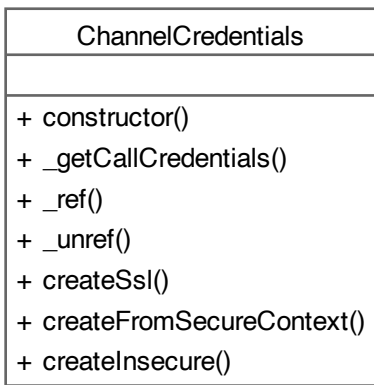 ChannelCredentials
+ constructor()
+ _getCallCredentials()
+ _ref()
+ _unref()
+ createSsl()
+ createFromSecureContext()
+ createInsecure()